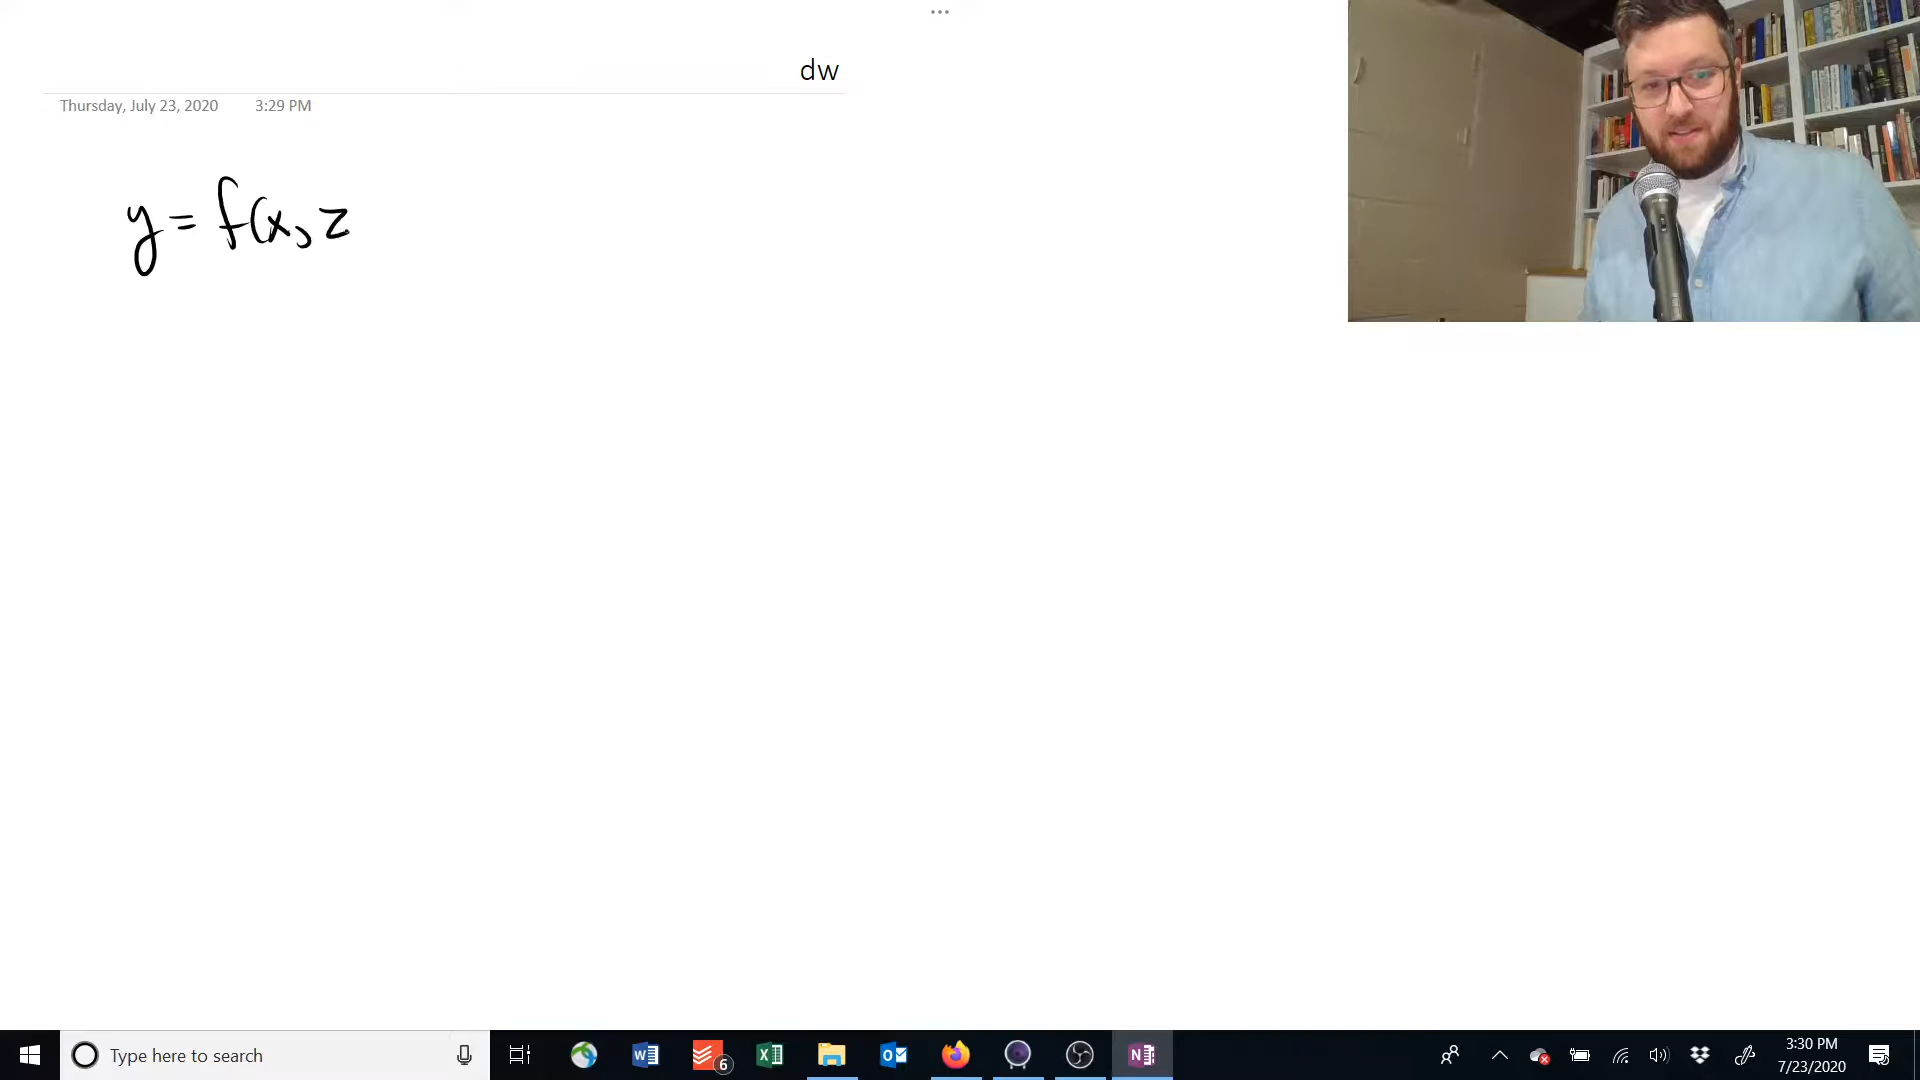 dw
Thursday, July 23, 2020 3:29 PM
y = f(x, z
Type here to search
6
3:30 PM
7/23/2020